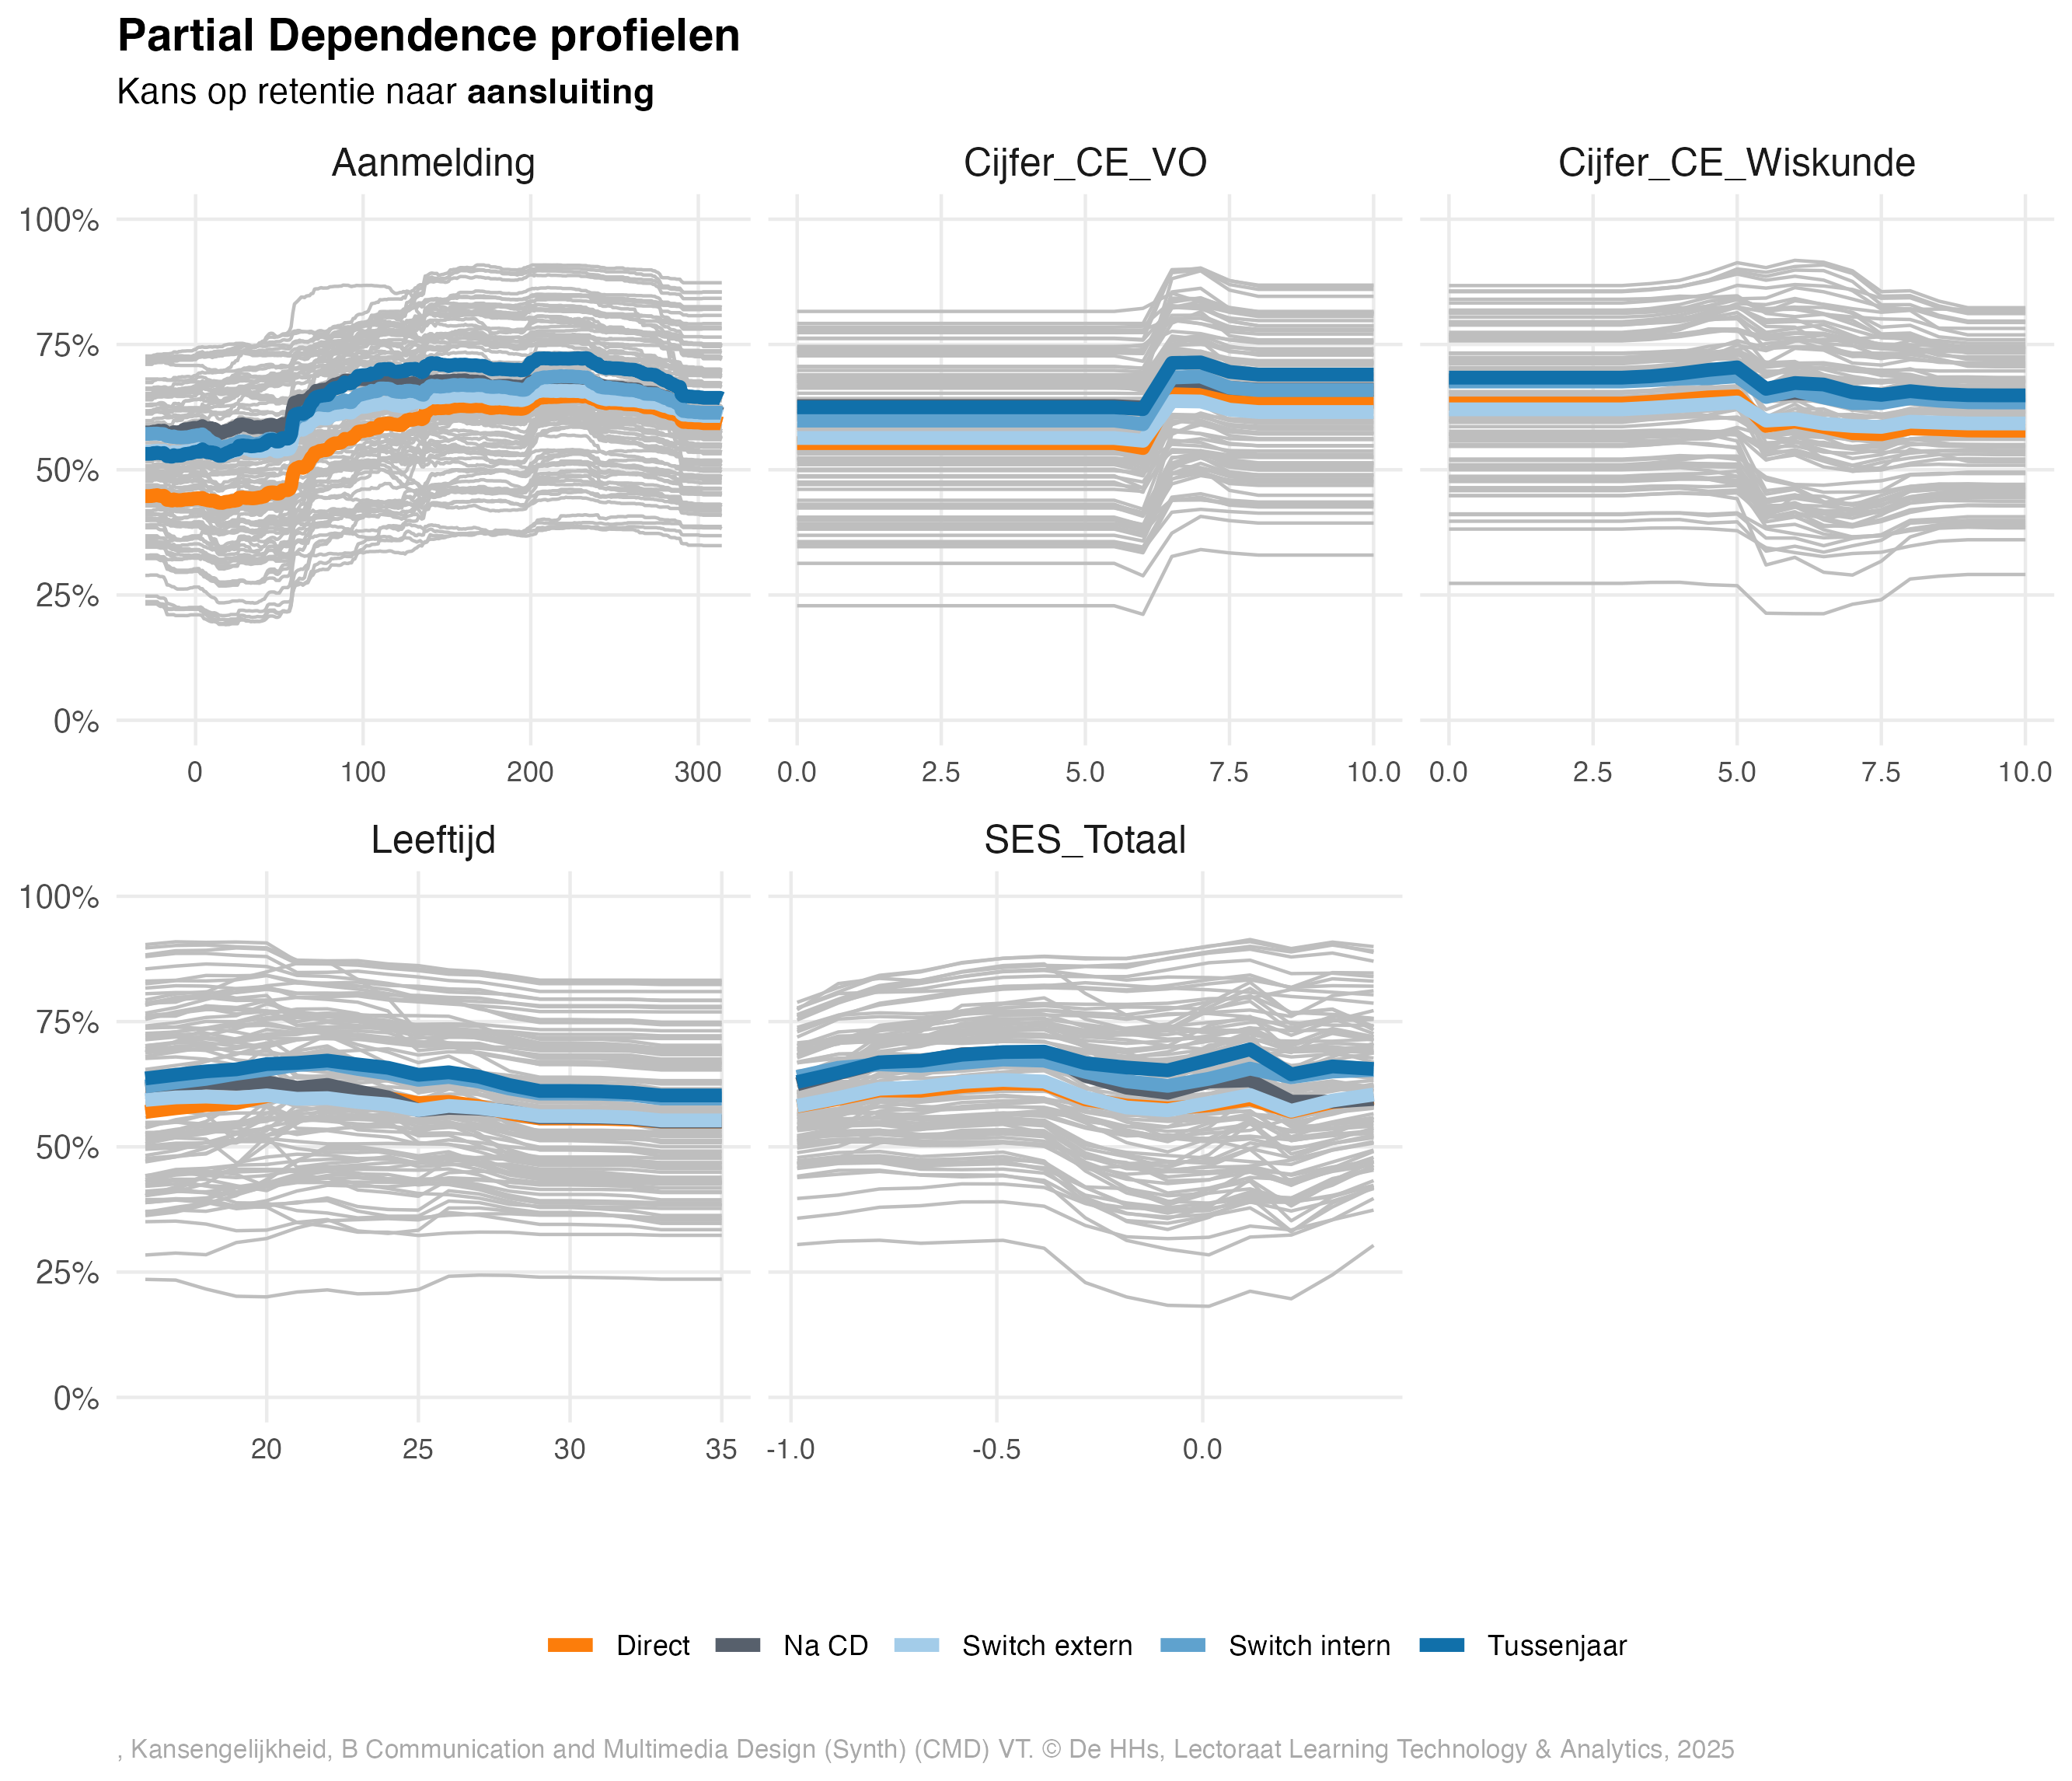 Partial Dependence profielen
Kans op retentie naar aansluiting
Aanmelding
Cijfer_CE_VO
Cijfer_CE_Wiskunde
100%
75%
50%
25%
0%
0 100 200 300
0.0 2.5 5.0 7.5 10.0
0.0 2.5 5.0 7.5 10.0
Leeftijd
SES_Totaal
100%
75%
50%
25%
0%
20 25 30 35
-1.0 -0.5 0.0
Direct Na CD Switch extern Switch intern Tussenjaar
, Kansengelijkheid, B Communication and Multimedia Design (Synth) (CMD) VT. © De HHs, Lectoraat Learning Technology & Analytics, 2025